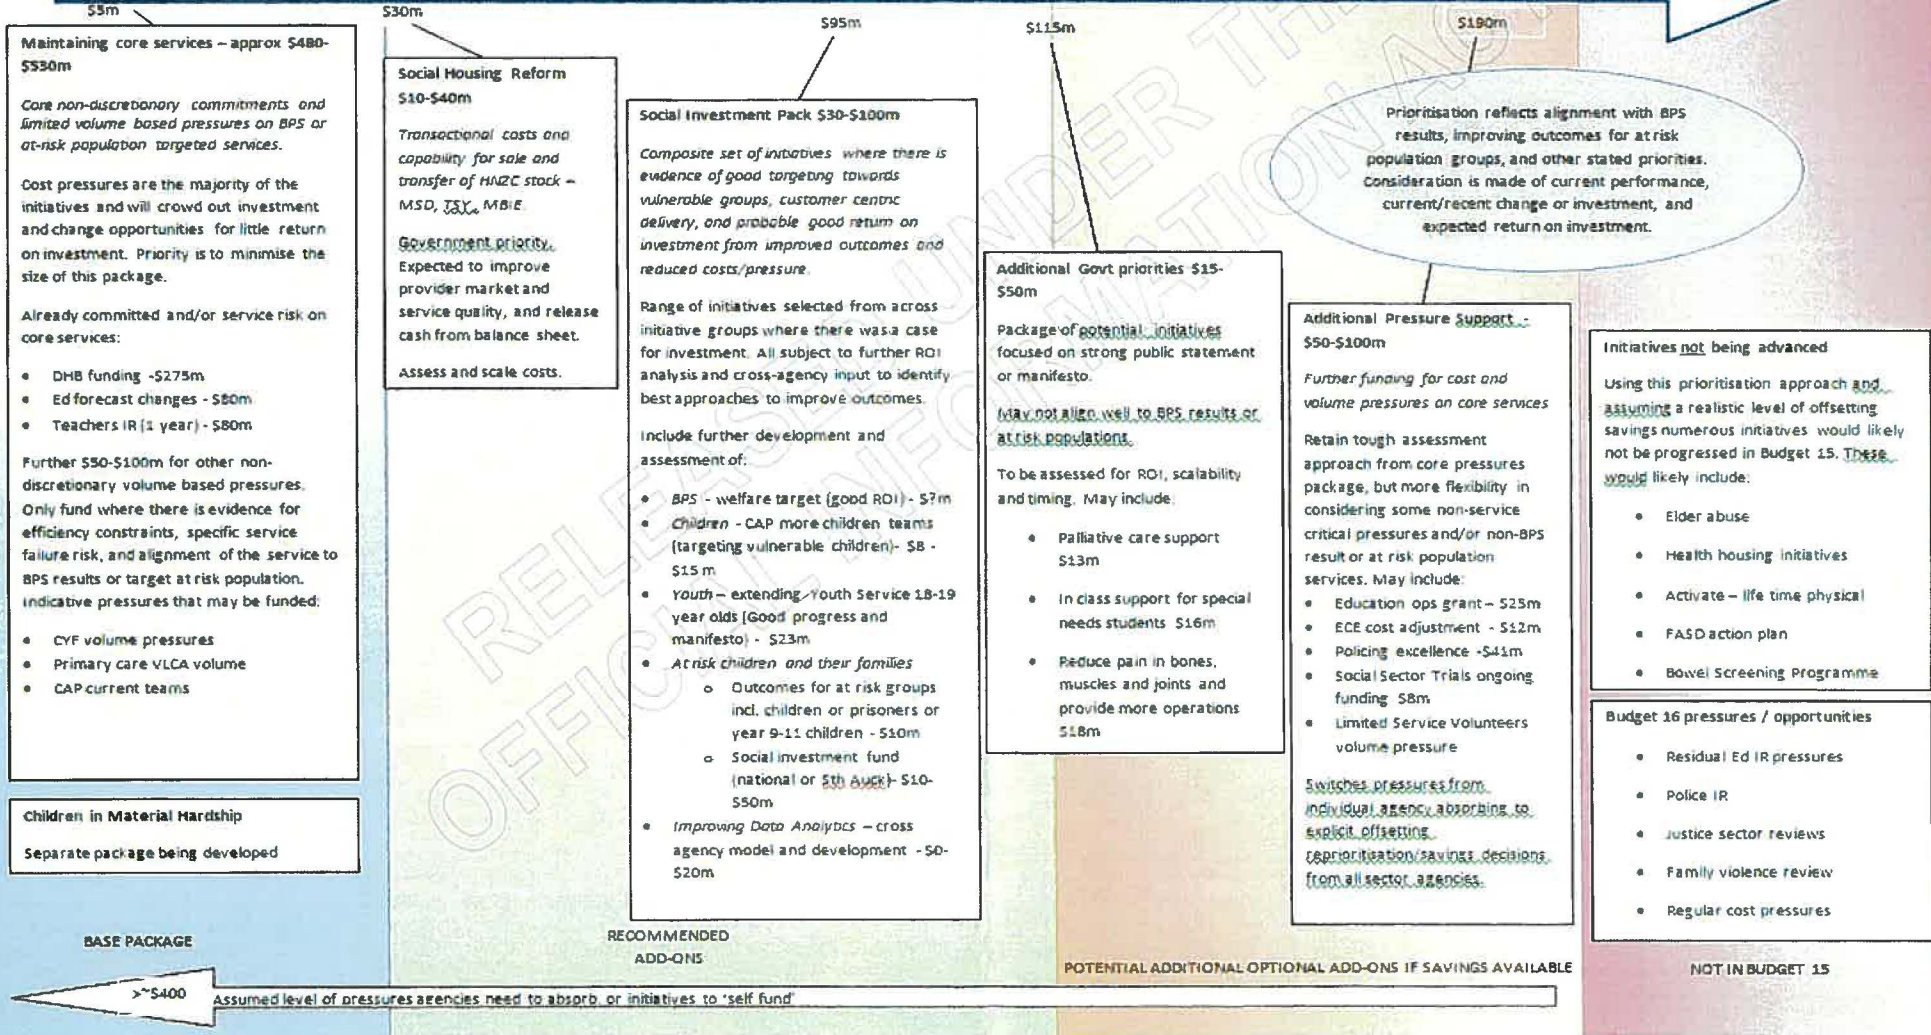 $5m
$30m
$95m
$115m
$190m
Maintaining core services – approx $480-
$530m
Core non-discretionary commitments and
limited volume based pressures on BPS or
at-risk population targeted services.
Cost pressures are the majority of the
initiatives and will crowd out investment
and change opportunities for little return
on investment. Priority is to minimise the
size of this package.
Already committed and/or service risk on
core services:
• DHB funding -$275m
• Ed forecast changes - $80m
• Teachers IR (1 year) - $80m
Further $50-$100m for other non-
discretionary volume based pressures.
Only fund where there is evidence for
efficiency constraints, specific service
failure risk, and alignment of the service to
BPS results or target at risk population.
Indicative pressures that may be funded:
• CYF volume pressures
• Primary care VLCA volume
• CAP current teams
Children in Material Hardship
Separate package being developed
Social Housing Reform
$10-$40m
Transactional costs and
capability for sale and
transfer of HNZC stock –
MSD, TSY, MBIE.
Government priority.
Expected to improve
provider market and
service quality, and release
cash from balance sheet.
Assess and scale costs.
Social Investment Pack $30-$100m
Composite set of initiatives where there is
evidence of good targeting towards
vulnerable groups, customer centric
delivery, and probable good return on
investment from improved outcomes and
reduced costs/pressure.
Range of initiatives selected from across
initiative groups where there was a case
for investment. All subject to further ROI
analysis and cross-agency input to identify
best approaches to improve outcomes.
Include further development and
assessment of:
• BPS - welfare target (good ROI) - $?m
• Children - CAP more children teams
(targeting vulnerable children)- $8 -
$15 m
• Youth – extending Youth Service 18-19
year olds (Good progress and
manifesto) - $23m
• At risk children and their families
o Outcomes for at risk groups
incl. children or prisoners or
year 9-11 children - $10m
o Social investment fund
(national or Sth Auck)- $10-
$50m
• Improving Data Analytics – cross
agency model and development - $0-
$20m
Additional Govt priorities $15-
$50m
Package of potential initiatives
focused on strong public statement
or manifesto.
May not align well to BPS results or
at risk populations.
To be assessed for ROI, scalability
and timing. May include:
• Palliative care support
$13m
• In class support for special
needs students $16m
• Reduce pain in bones,
muscles and joints and
provide more operations
$18m
Prioritisation reflects alignment with BPS
results, improving outcomes for at risk
population groups, and other stated priorities.
Consideration is made of current performance,
current/recent change or investment, and
expected return on investment.
Additional Pressure Support -
$50-$100m
Further funding for cost and
volume pressures on core services
Retain tough assessment
approach from core pressures
package, but more flexibility in
considering some non-service
critical pressures and/or non-BPS
result or at risk population
services. May include:
• Education ops grant – $25m
• ECE cost adjustment - $12m
• Policing excellence -$41m
• Social Sector Trials ongoing
funding $8m
• Limited Service Volunteers
volume pressure
Switches pressures from
individual agency absorbing to
explicit offsetting
reprioritisation/savings decisions
from all sector agencies.
Initiatives not being advanced
Using this prioritisation approach and
assuming a realistic level of offsetting
savings numerous initiatives would likely
not be progressed in Budget 15. These
would likely include:
• Elder abuse
• Health housing initiatives
• Activate – life time physical
• FASD action plan
• Bowel Screening Programme
Budget 16 pressures / opportunities
• Residual Ed IR pressures
• Police IR
• Justice sector reviews
• Family violence review
• Regular cost pressures
BASE PACKAGE
RECOMMENDED
ADD-ONS
POTENTIAL ADDITIONAL OPTIONAL ADD-ONS IF SAVINGS AVAILABLE
NOT IN BUDGET 15
>~$400
Assumed level of pressures agencies need to absorb, or initiatives to 'self fund'
RELEASED UNDER THE
OFFICIAL INFORMATION ACT